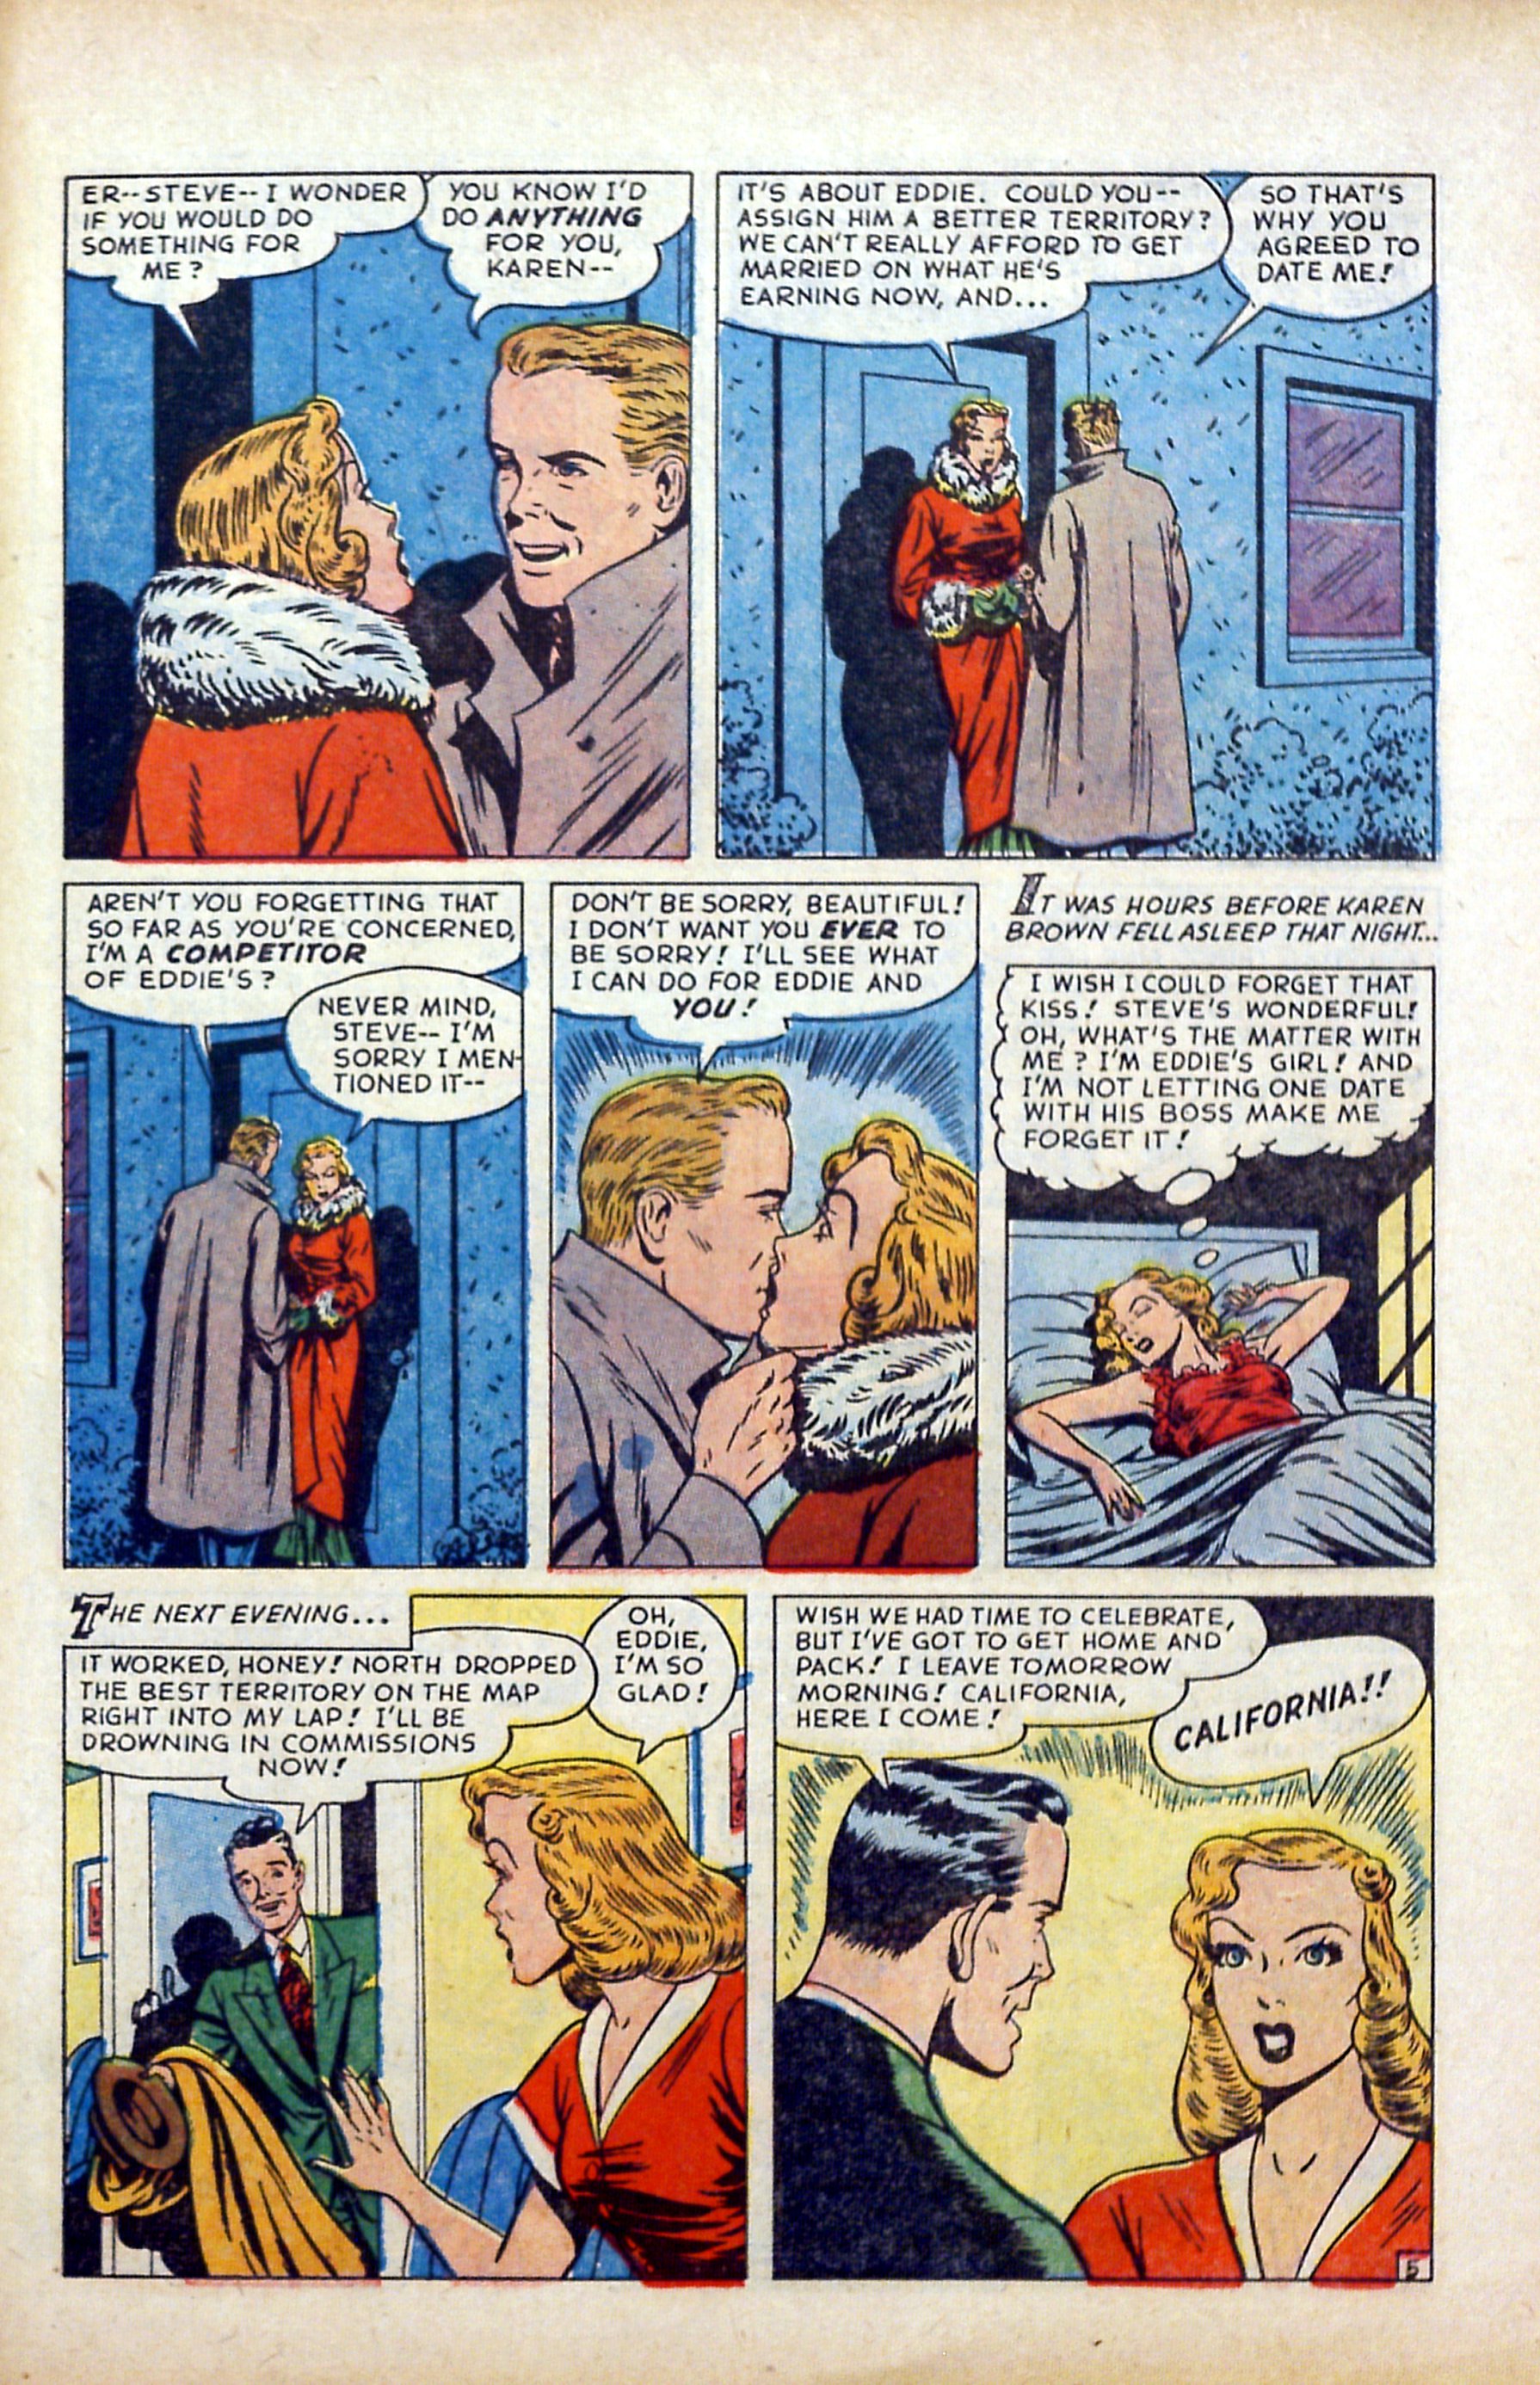 ER--STEVE-- I WONDER
IF YOU WOULD DO
SOMETHING FOR
ME?
YOU KNOW I'D
DO ANYTHING
FOR YOU,
KAREN--
IT'S ABOUT EDDIE. COULD YOU--
ASSIGN HIM A BETTER TERRITORY?
WE CAN'T REALLY AFFORD TO GET
MARRIED ON WHAT HE'S
EARNING NOW, AND...
SO THAT'S
WHY YOU
AGREED TO
DATE ME!
AREN'T YOU FORGETTING THAT
SO FAR AS YOU'RE CONCERNED,
I'M A COMPETITOR
OF EDDIE'S?
NEVER MIND,
STEVE-- I'M
SORRY I MEN-
TIONED IT--
DON'T BE SORRY, BEAUTIFUL!
I DON'T WANT YOU EVER TO
BE SORRY! I'LL SEE WHAT
I CAN DO FOR EDDIE AND
YOU!
IT WAS HOURS BEFORE KAREN
BROWN FELL ASLEEP THAT NIGHT...
I WISH I COULD FORGET THAT
KISS! STEVE'S WONDERFUL!
OH, WHAT'S THE MATTER WITH
ME? I'M EDDIE'S GIRL! AND
I'M NOT LETTING ONE DATE
WITH HIS BOSS MAKE ME
FORGET IT!
THE NEXT EVENING...
IT WORKED, HONEY! NORTH DROPPED
THE BEST TERRITORY ON THE MAP
RIGHT INTO MY LAP! I'LL BE
DROWNING IN COMMISSIONS
NOW!
OH,
EDDIE,
I'M SO
GLAD!
WISH WE HAD TIME TO CELEBRATE,
BUT I'VE GOT TO GET HOME AND
PACK! I LEAVE TOMORROW
MORNING! CALIFORNIA,
HERE I COME!
CALIFORNIA!!
5